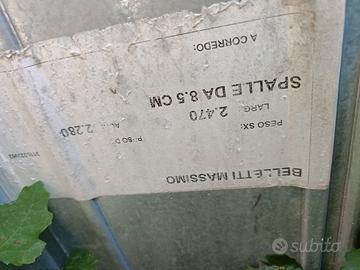 BELLETTI MASSIMO
PESO SX:
LARG. 2.470
2.280
SPALLE DA 8.5 CM
A CORREDO:
subito